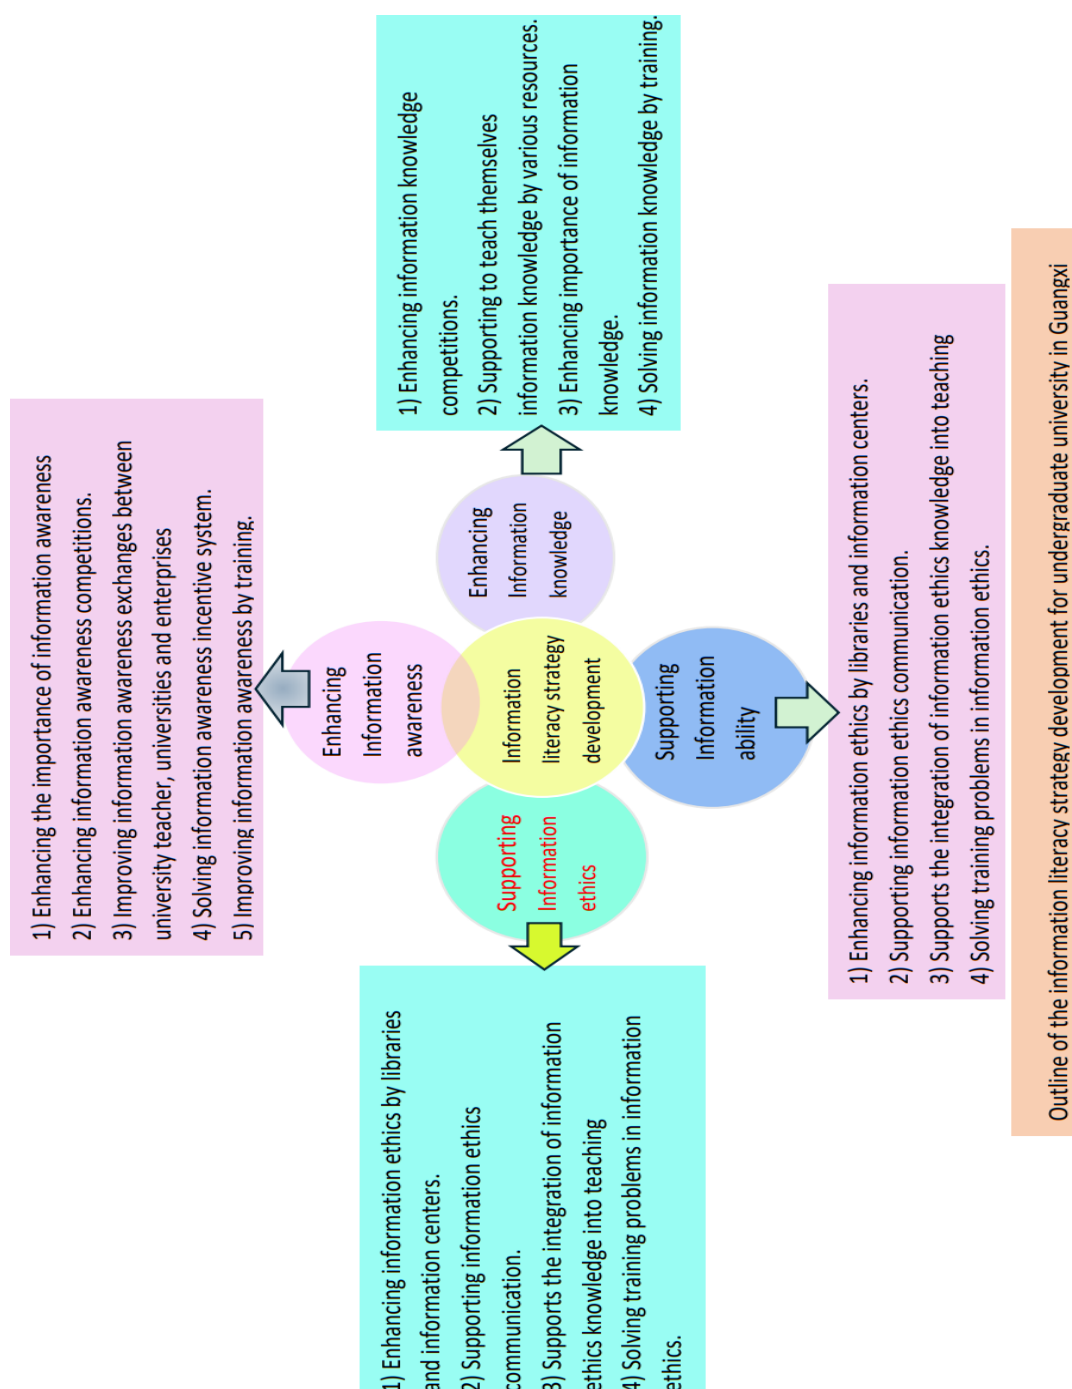 1) Enhancing the importance of information awareness
2) Enhancing information awareness competitions.
3) Improving information awareness exchanges between
university teacher, universities and enterprises
4) Solving information awareness incentive system.
5) Improving information awareness by training.
Enhancing
Information
awareness
1) Enhancing information ethics by libraries
and information centers.
2) Supporting information ethics
communication.
3) Supports the integration of information
ethics knowledge into teaching
4) Solving training problems in information
ethics.
Supporting
Information
ethics
Information
literacy strategy
development
Enhancing
Information
knowledge
1) Enhancing information knowledge
competitions.
2) Supporting to teach themselves
information knowledge by various resources.
3) Enhancing importance of information
knowledge.
4) Solving information knowledge by training.
Supporting
Information
ability
1) Enhancing information ethics by libraries and information centers.
2) Supporting information ethics communication.
3) Supports the integration of information ethics knowledge into teaching
4) Solving training problems in information ethics.
Outline of the information literacy strategy development for undergraduate university in Guangxi